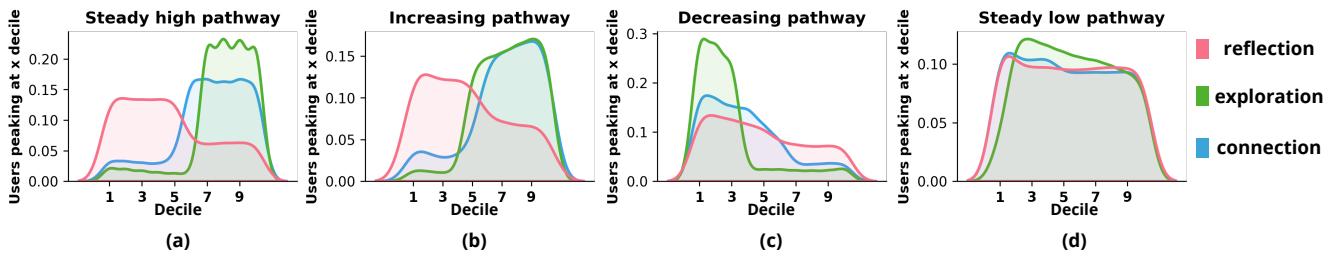 Steady high pathway
Users peaking at x decile
0.20
0.15
0.10
0.05
0.00
1 3 5 7 9
Decile
(a)
Increasing pathway
Users peaking at x decile
0.15
0.10
0.05
0.00
1 3 5 7 9
Decile
(b)
Decreasing pathway
Users peaking at x decile
0.3
0.2
0.1
0.0
1 3 5 7 9
Decile
(c)
Steady low pathway
Users peaking at x decile
0.10
0.05
0.00
1 3 5 7 9
Decile
(d)
reflection
exploration
connection